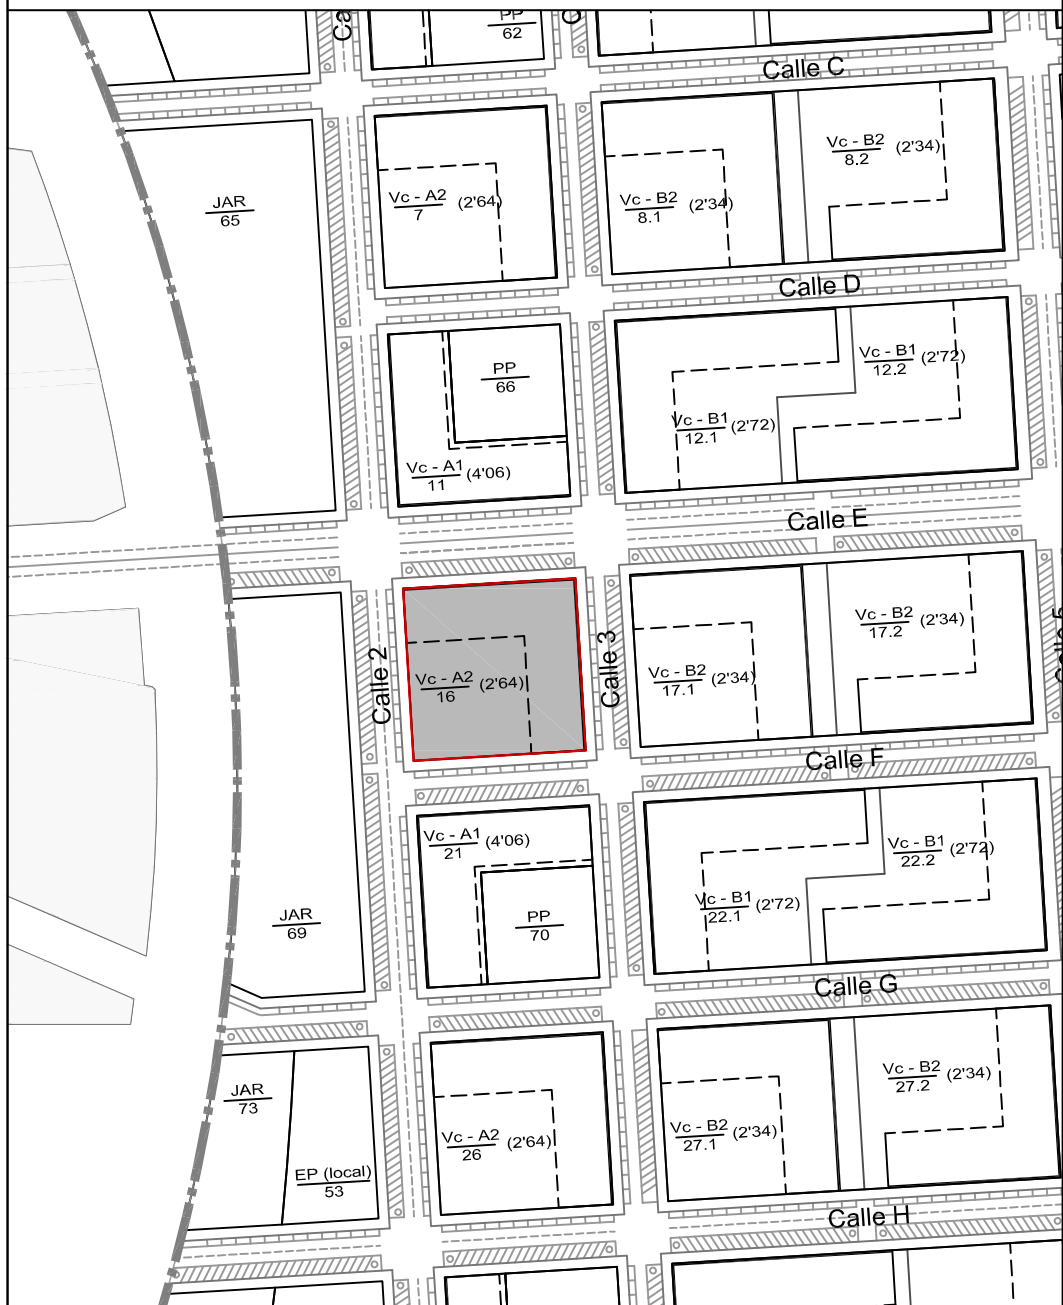 PP
62
Calle C
JAR
65
Vc - A2
7
(2'64)
Vc - B2
8.1
(2'34)
Vc - B2
8.2
(2'34)
Calle D
PP
66
Vc - A1
11
(4'06)
Vc - B1
12.1
(2'72)
Vc - B1
12.2
(2'72)
Calle E
Calle 2
Vc - A2
16
(2'64)
Calle 3
Vc - B2
17.1
(2'34)
Vc - B2
17.2
(2'34)
Calle F
JAR
69
Vc - A1
21
(4'06)
PP
70
Vc - B1
22.1
(2'72)
Vc - B1
22.2
(2'72)
Calle G
JAR
73
EP (local)
53
Vc - A2
26
(2'64)
Vc - B2
27.1
(2'34)
Vc - B2
27.2
(2'34)
Calle H